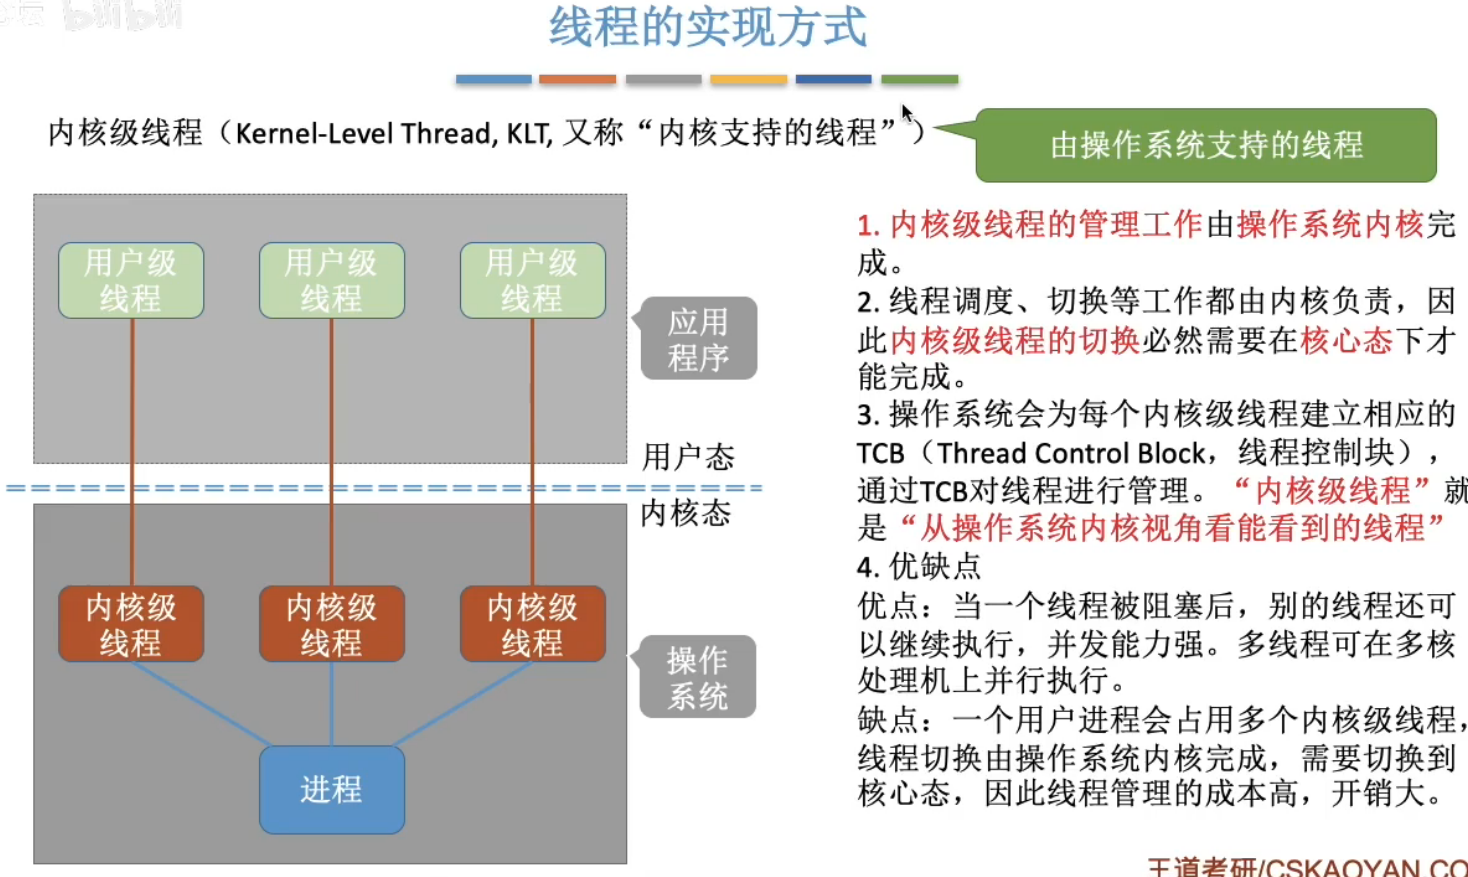 线程的实现方式
内核级线程（Kernel-Level Thread, KLT, 又称“内核支持的线程”）
由操作系统支持的线程
用户级
线程
用户级
线程
用户级
线程
应用
程序
用户态
内核态
内核级
线程
内核级
线程
内核级
线程
操作
系统
进程
1. 内核级线程的管理工作由操作系统内核完
成。
2. 线程调度、切换等工作都由内核负责，因
此内核级线程的切换必然需要在核心态下才
能完成。
3. 操作系统会为每个内核级线程建立相应的
TCB（Thread Control Block，线程控制块），
通过TCB对线程进行管理。“内核级线程”就
是“从操作系统内核视角看能看到的线程”
4. 优缺点
优点：当一个线程被阻塞后，别的线程还可
以继续执行，并发能力强。多线程可在多核
处理机上并行执行。
缺点：一个用户进程会占用多个内核级线程，
线程切换由操作系统内核完成，需要切换到
核心态，因此线程管理的成本高，开销大。
王道考研/CSKAOYAN.CO